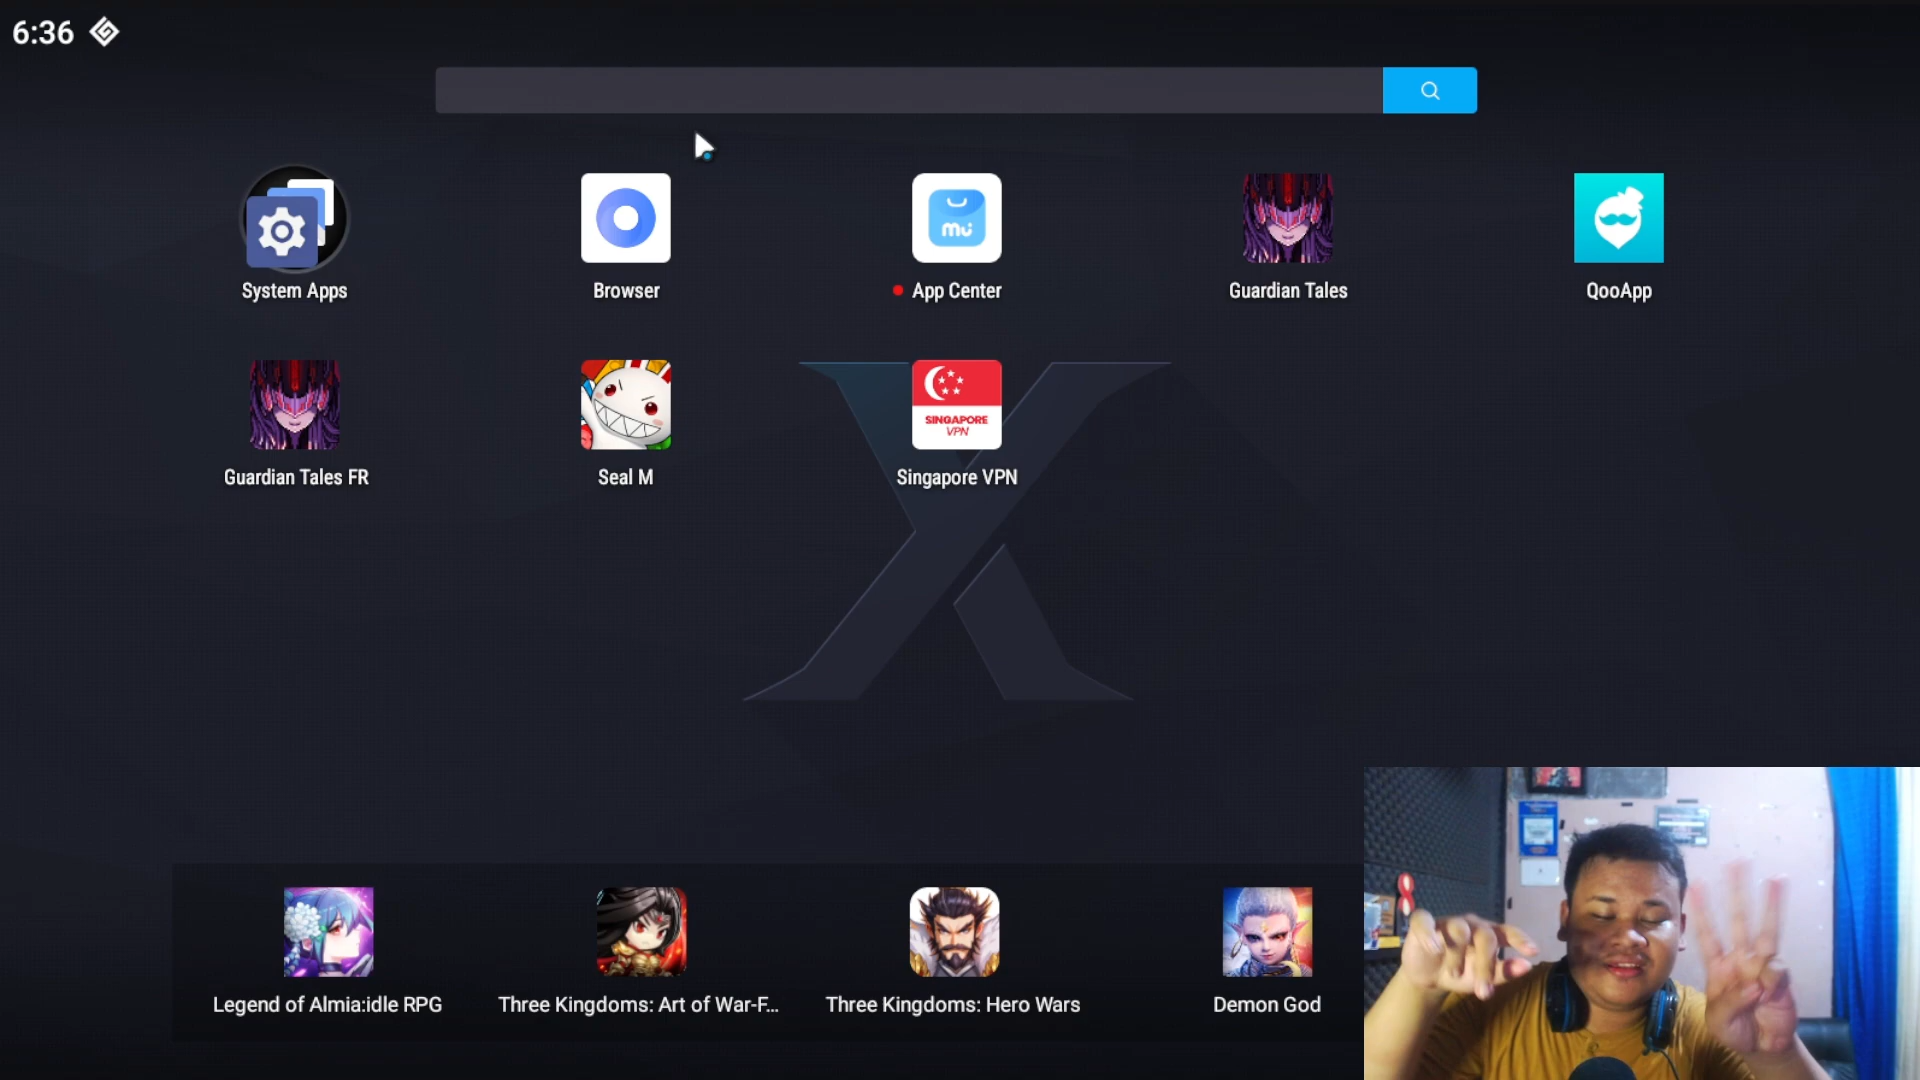 6:36
System Apps
Browser
mu
App Center
Guardian Tales
QooApp
Guardian Tales FR
Seal M
SINGAPORE
VPN
Singapore VPN
Legend of Almia:idle RPG
Three Kingdoms: Art of War-F...
Three Kingdoms: Hero Wars
Demon God